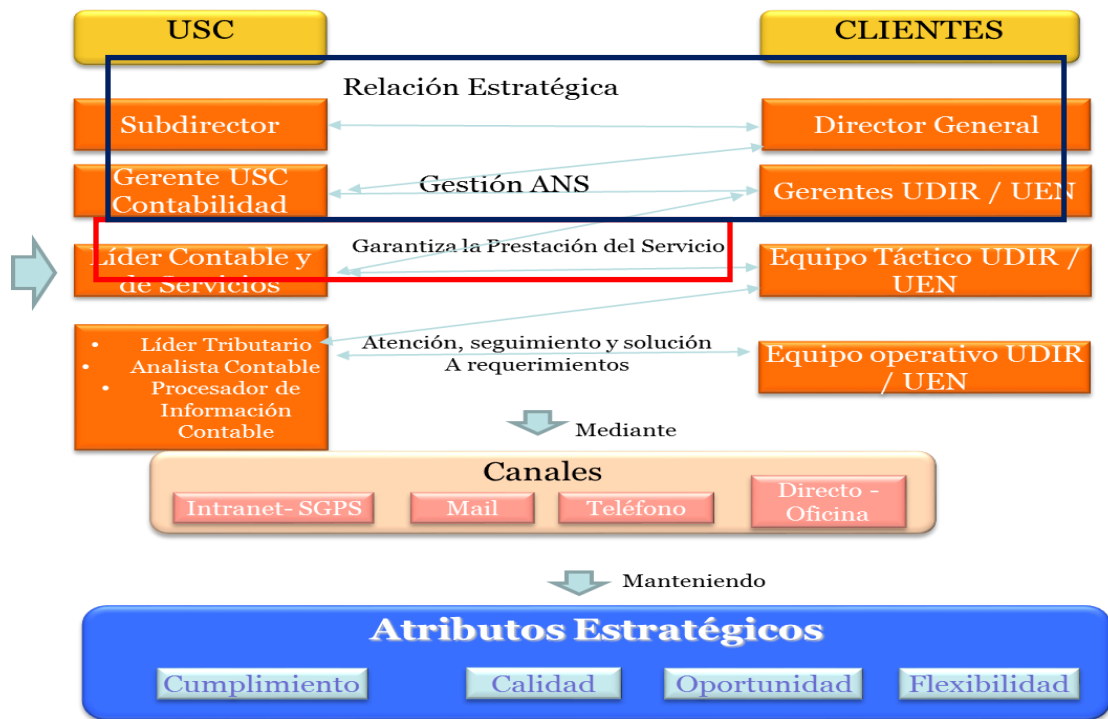 USC
CLIENTES
Relación Estratégica
Subdirector
Director General
Gerente USC
Contabilidad
Gestión ANS
Gerentes UDIR / UEN
Garantiza la Prestación del Servicio
Líder Contable y
de Servicios
Equipo Táctico UDIR /
UEN
• Líder Tributario
• Analista Contable
• Procesador de
Información
Contable
Atención, seguimiento y solución
A requerimientos
Equipo operativo UDIR
/ UEN
Mediante
Canales
Intranet- SGPS
Mail
Teléfono
Directo -
Oficina
Manteniendo
Atributos Estratégicos
Cumplimiento
Calidad
Oportunidad
Flexibilidad